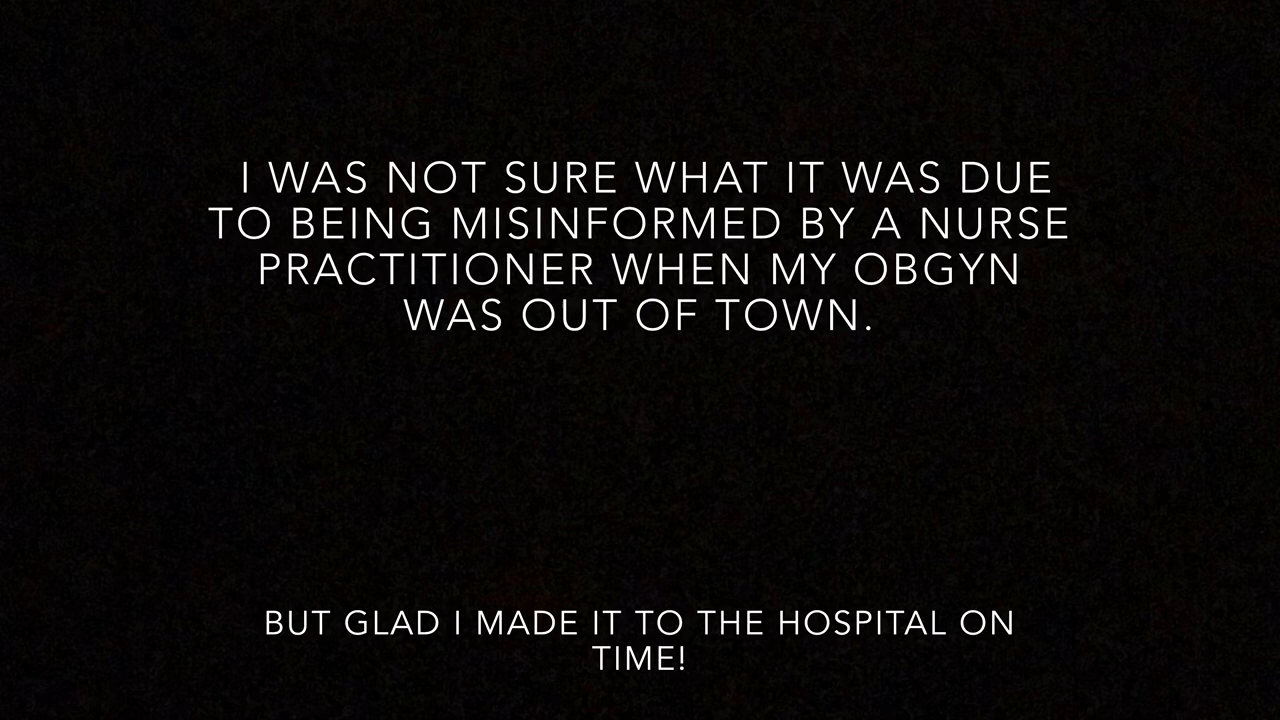 I WAS NOT SURE WHAT IT WAS DUE
TO BEING MISINFORMED BY A NURSE
PRACTITIONER WHEN MY OBGYN
WAS OUT OF TOWN.
BUT GLAD I MADE IT TO THE HOSPITAL ON
TIME!